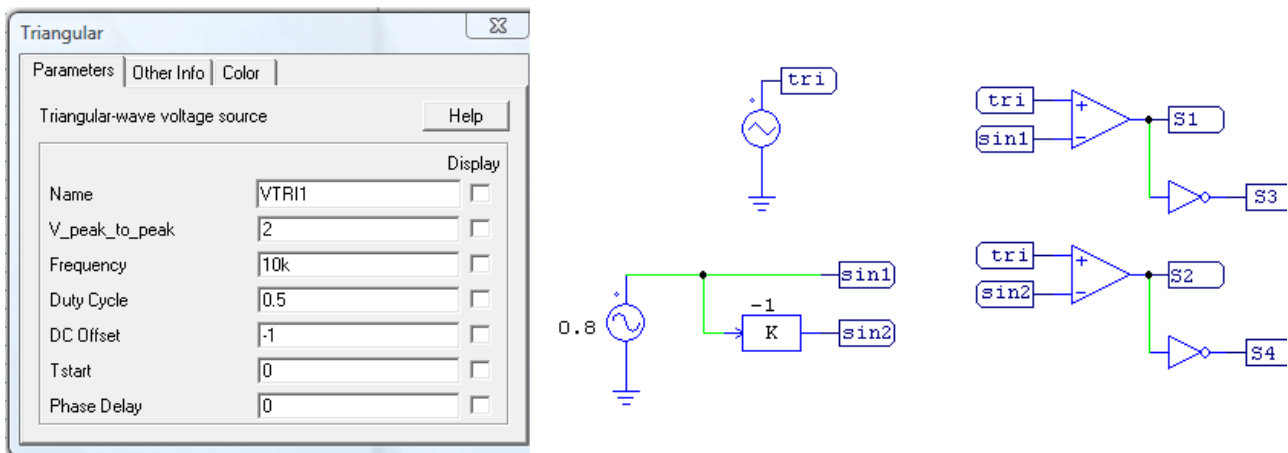 Triangular
Parameters Other Info Color
Triangular-wave voltage source Help
Display
Name VTRI1
V_peak_to_peak 2
Frequency 10k
Duty Cycle 0.5
DC Offset -1
Tstart 0
Phase Delay 0
tri
0.8
sin1
-1
K
sin2
tri
+
sin1
-
S1
S3
tri
+
sin2
-
S2
S4